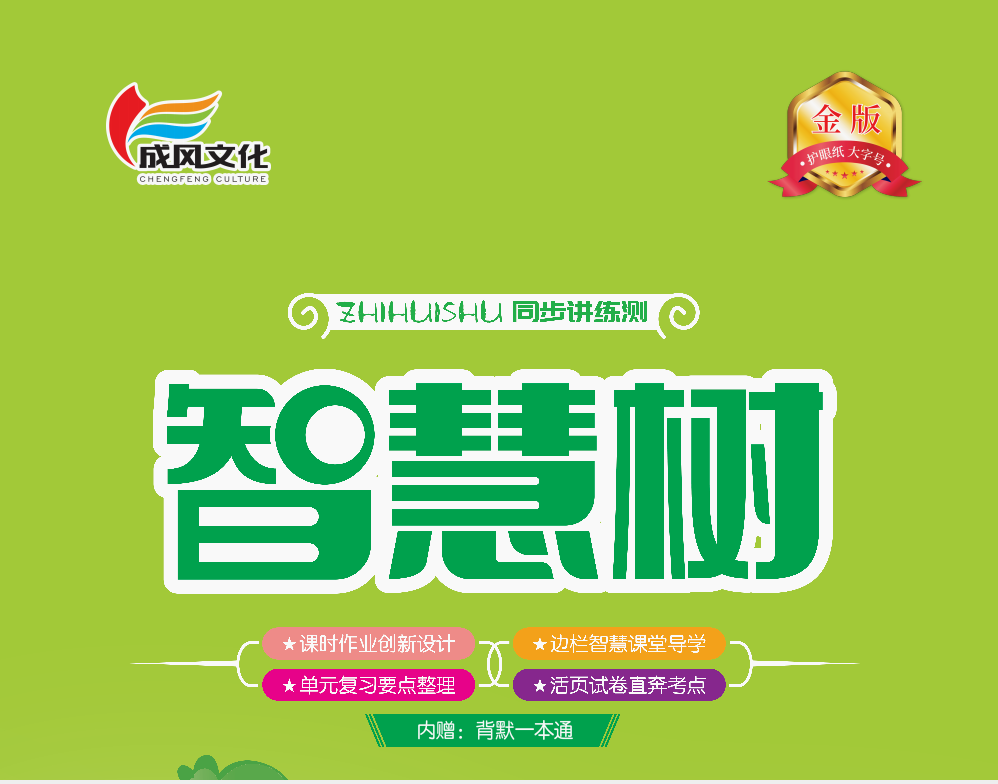 成风文化
CHENGFENG CULTURE
金版
护眼纸 大字号
ZHIHUISHU 同步讲练测
智慧树
★课时作业创新设计
★边栏智慧课堂导学
★单元复习要点整理
★活页试卷直奔考点
内赠：背默一本通